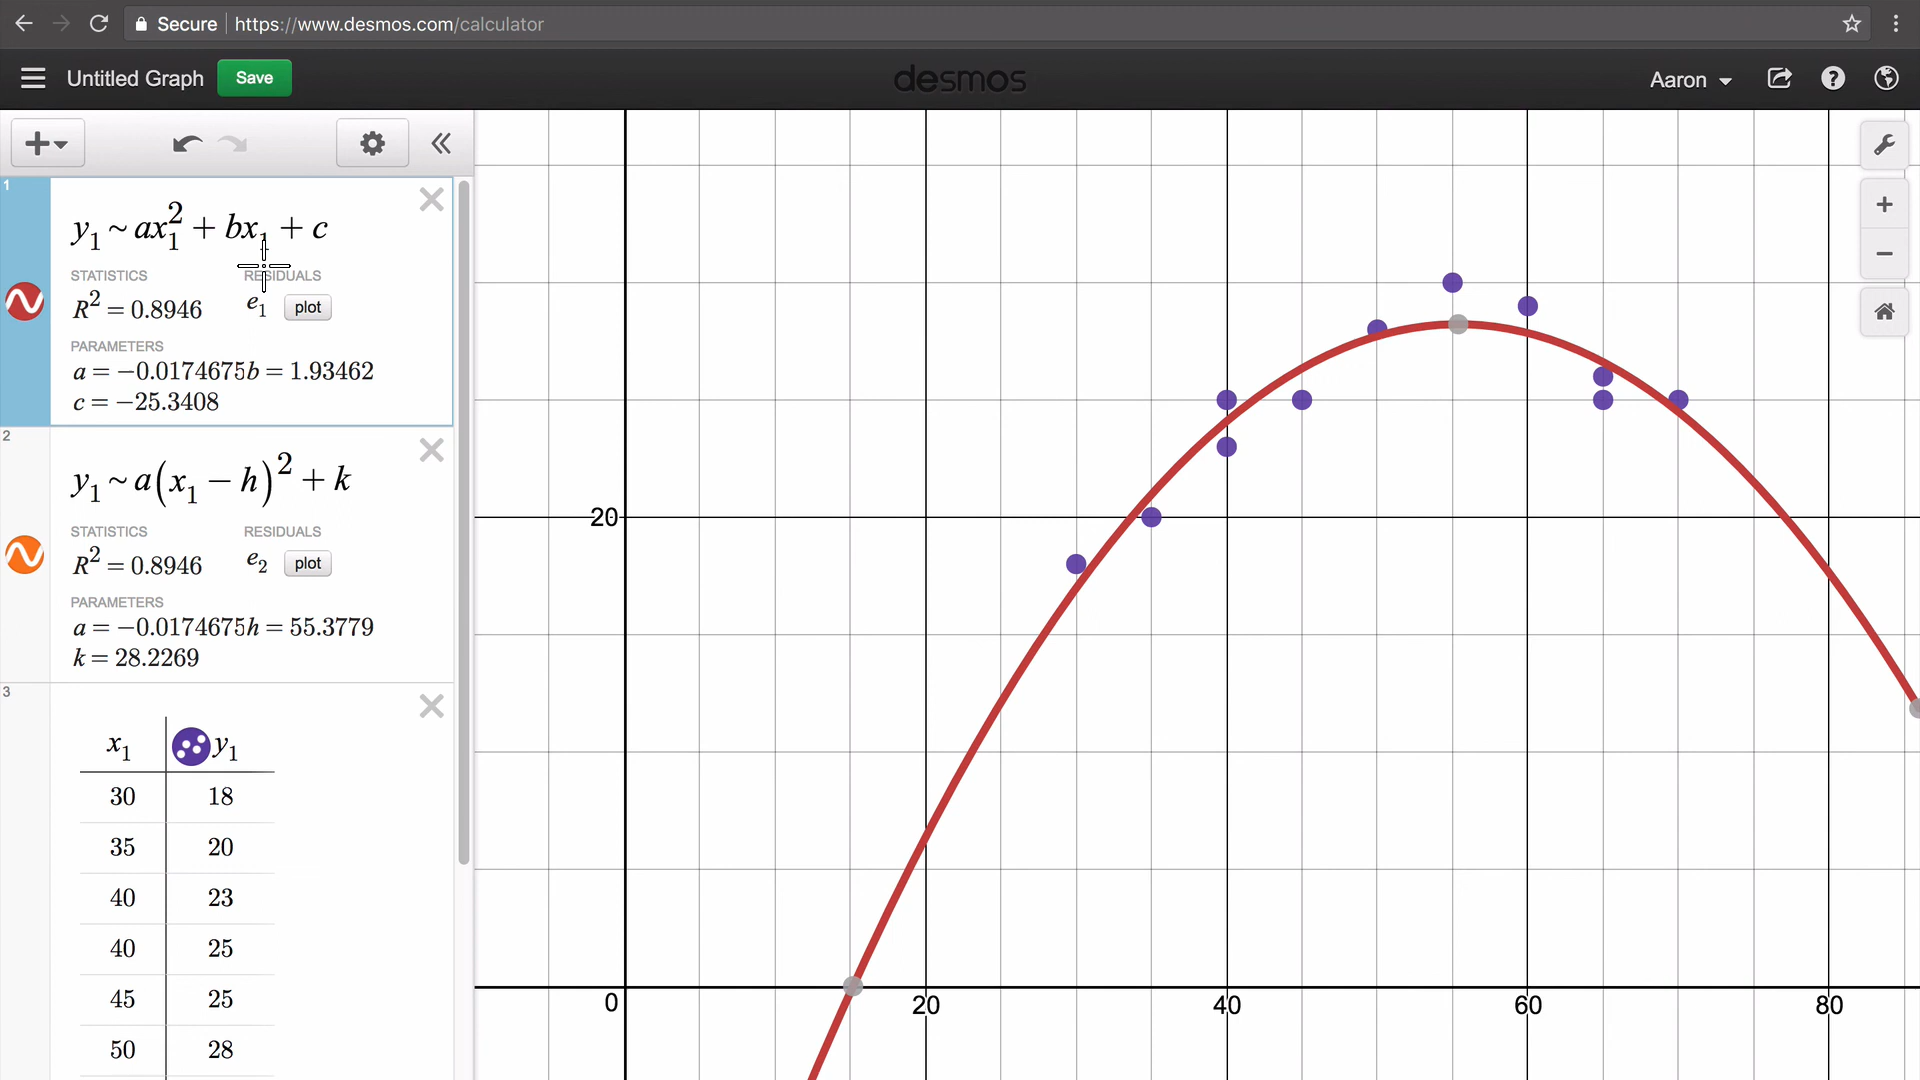 Secure https://www.desmos.com/calculator
Untitled Graph Save desmos Aaron
1
y₁ ~ ax₁² + bx₁ + c
STATISTICS RESIDUALS
R² = 0.8946 e₁ plot
PARAMETERS
a = −0.0174675 b = 1.93462
c = −25.3408
2
y₁ ~ a(x₁ − h)² + k
STATISTICS RESIDUALS
R² = 0.8946 e₂ plot
PARAMETERS
a = −0.0174675 h = 55.3779
k = 28.2269
3
x₁ y₁
30 18
35 20
40 23
40 25
45 25
50 28
20
0 20 40 60 80